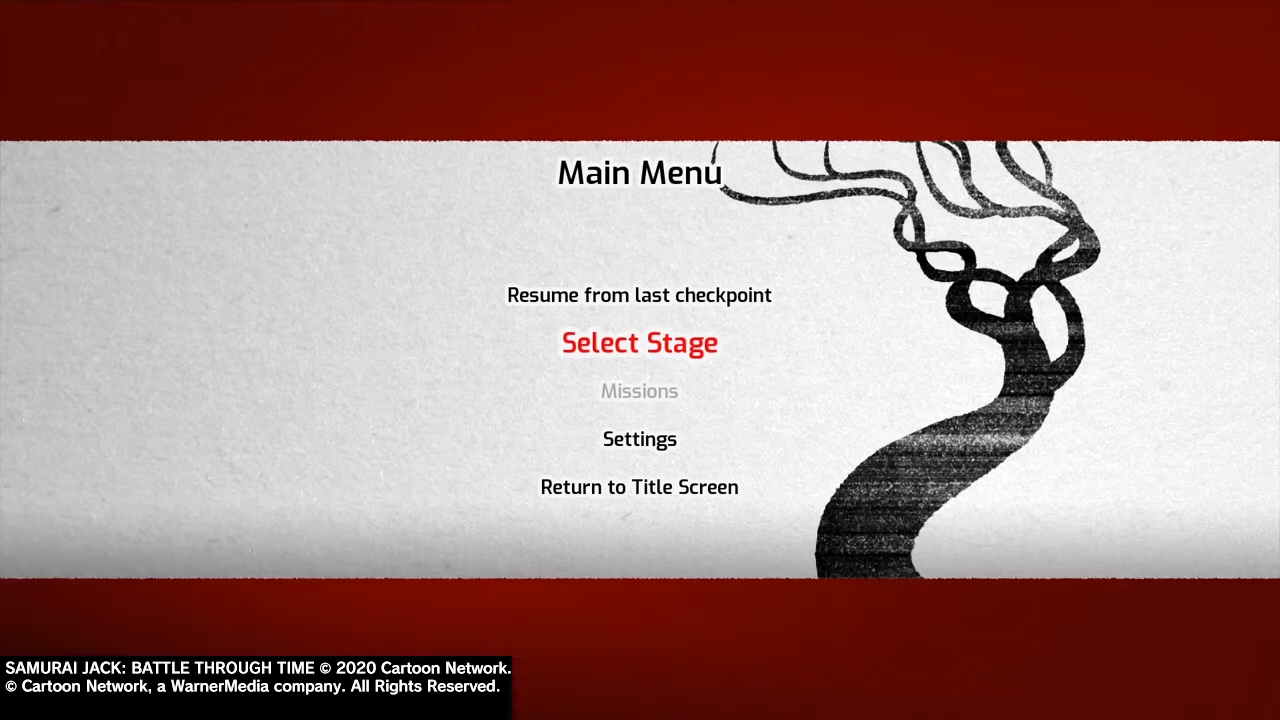 Main Menu
Resume from last checkpoint
Select Stage
Missions
Settings
Return to Title Screen
SAMURAI JACK: BATTLE THROUGH TIME © 2020 Cartoon Network.
© Cartoon Network, a WarnerMedia company. All Rights Reserved.